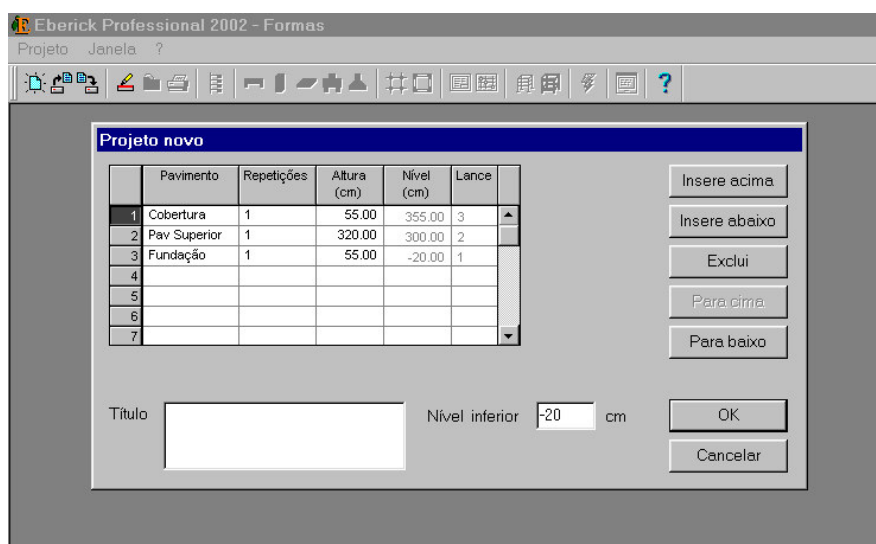 Eberick Professional 2002 - Formas
Projeto Janela ?
?
Projeto novo
Pavimento Repetições Altura (cm) Nível (cm) Lance
1 Cobertura 1 55.00 355.00 3
2 Pav Superior 1 320.00 300.00 2
3 Fundação 1 55.00 -20.00 1
4
5
6
7
Insere acima
Insere abaixo
Exclui
Para cima
Para baixo
Título Nível inferior -20 cm
OK
Cancelar